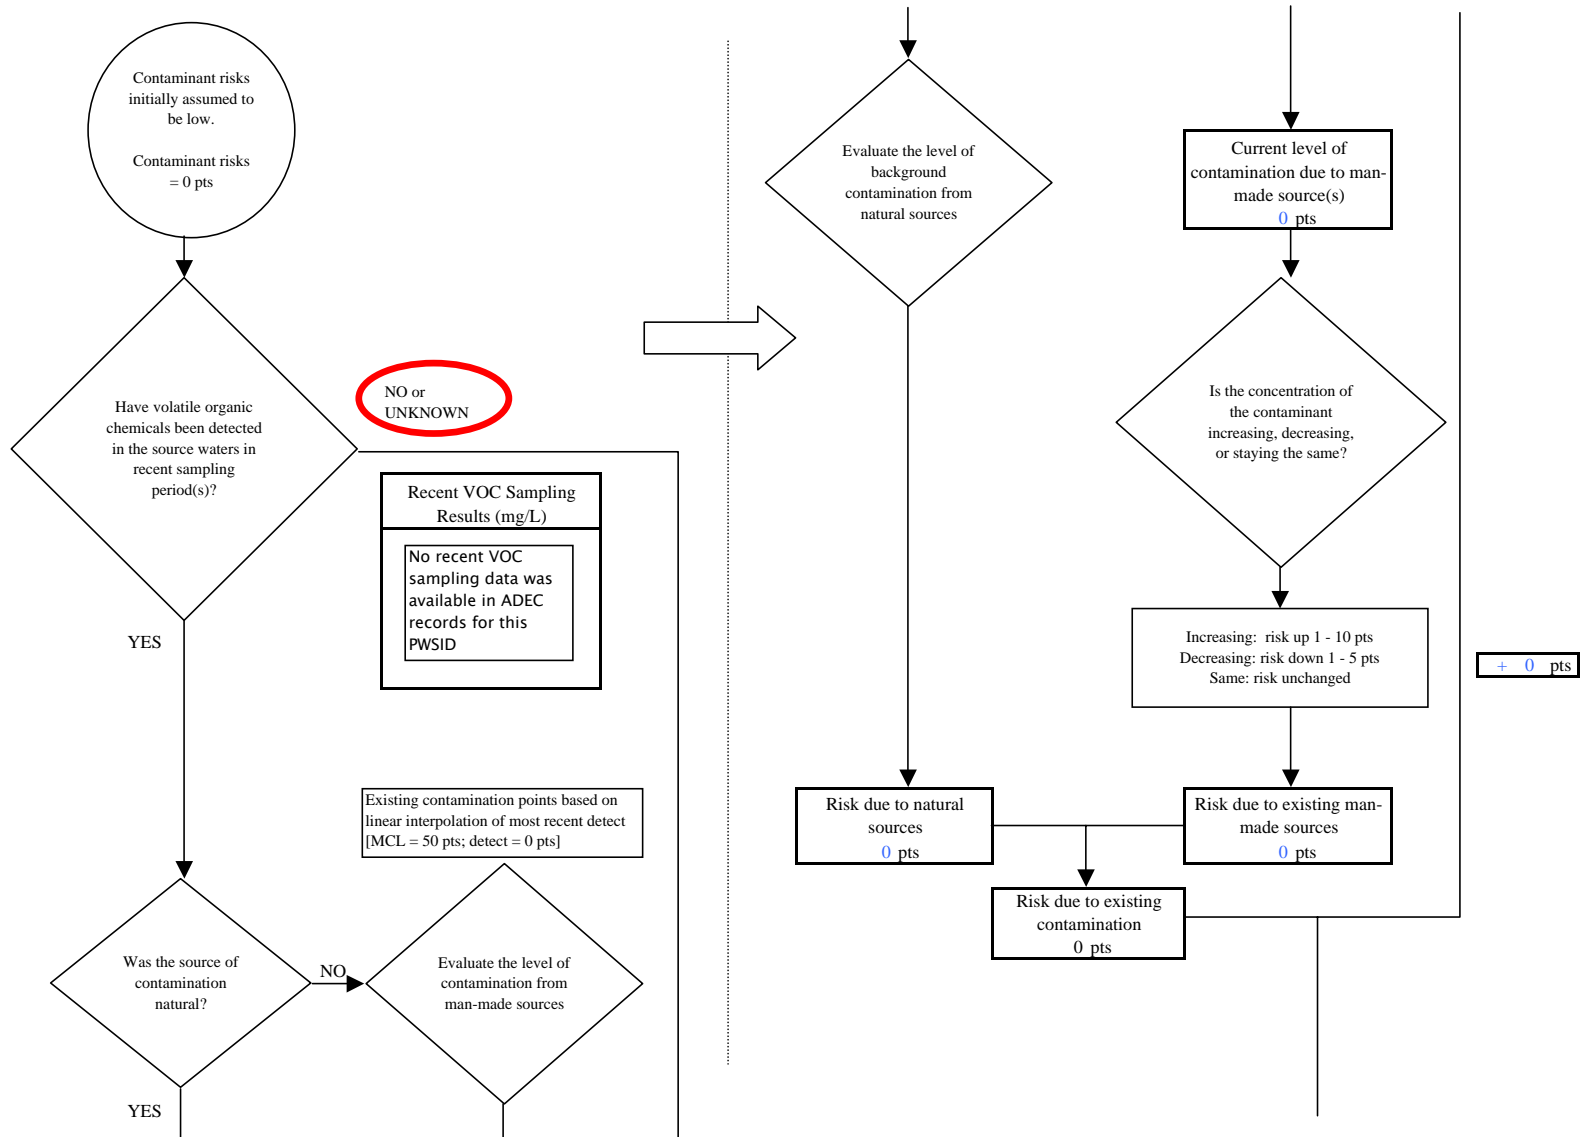 Contaminant risks
initially assumed to
be low.
Contaminant risks
= 0 pts
Have volatile organic
chemicals been detected
in the source waters in
recent sampling
period(s)?
NO or
UNKNOWN
Recent VOC Sampling
Results (mg/L)
No recent VOC
sampling data was
available in ADEC
records for this
PWSID
YES
Existing contamination points based on
linear interpolation of most recent detect
[MCL = 50 pts; detect = 0 pts]
Was the source of
contamination
natural?
NO
Evaluate the level of
contamination from
man-made sources
YES
Evaluate the level of
background
contamination from
natural sources
Current level of
contamination due to man-
made source(s)
0 pts
Is the concentration of
the contaminant
increasing, decreasing,
or staying the same?
Increasing: risk up 1 - 10 pts
Decreasing: risk down 1 - 5 pts
Same: risk unchanged
+ 0 pts
Risk due to natural
sources
0 pts
Risk due to existing man-
made sources
0 pts
Risk due to existing
contamination
0 pts